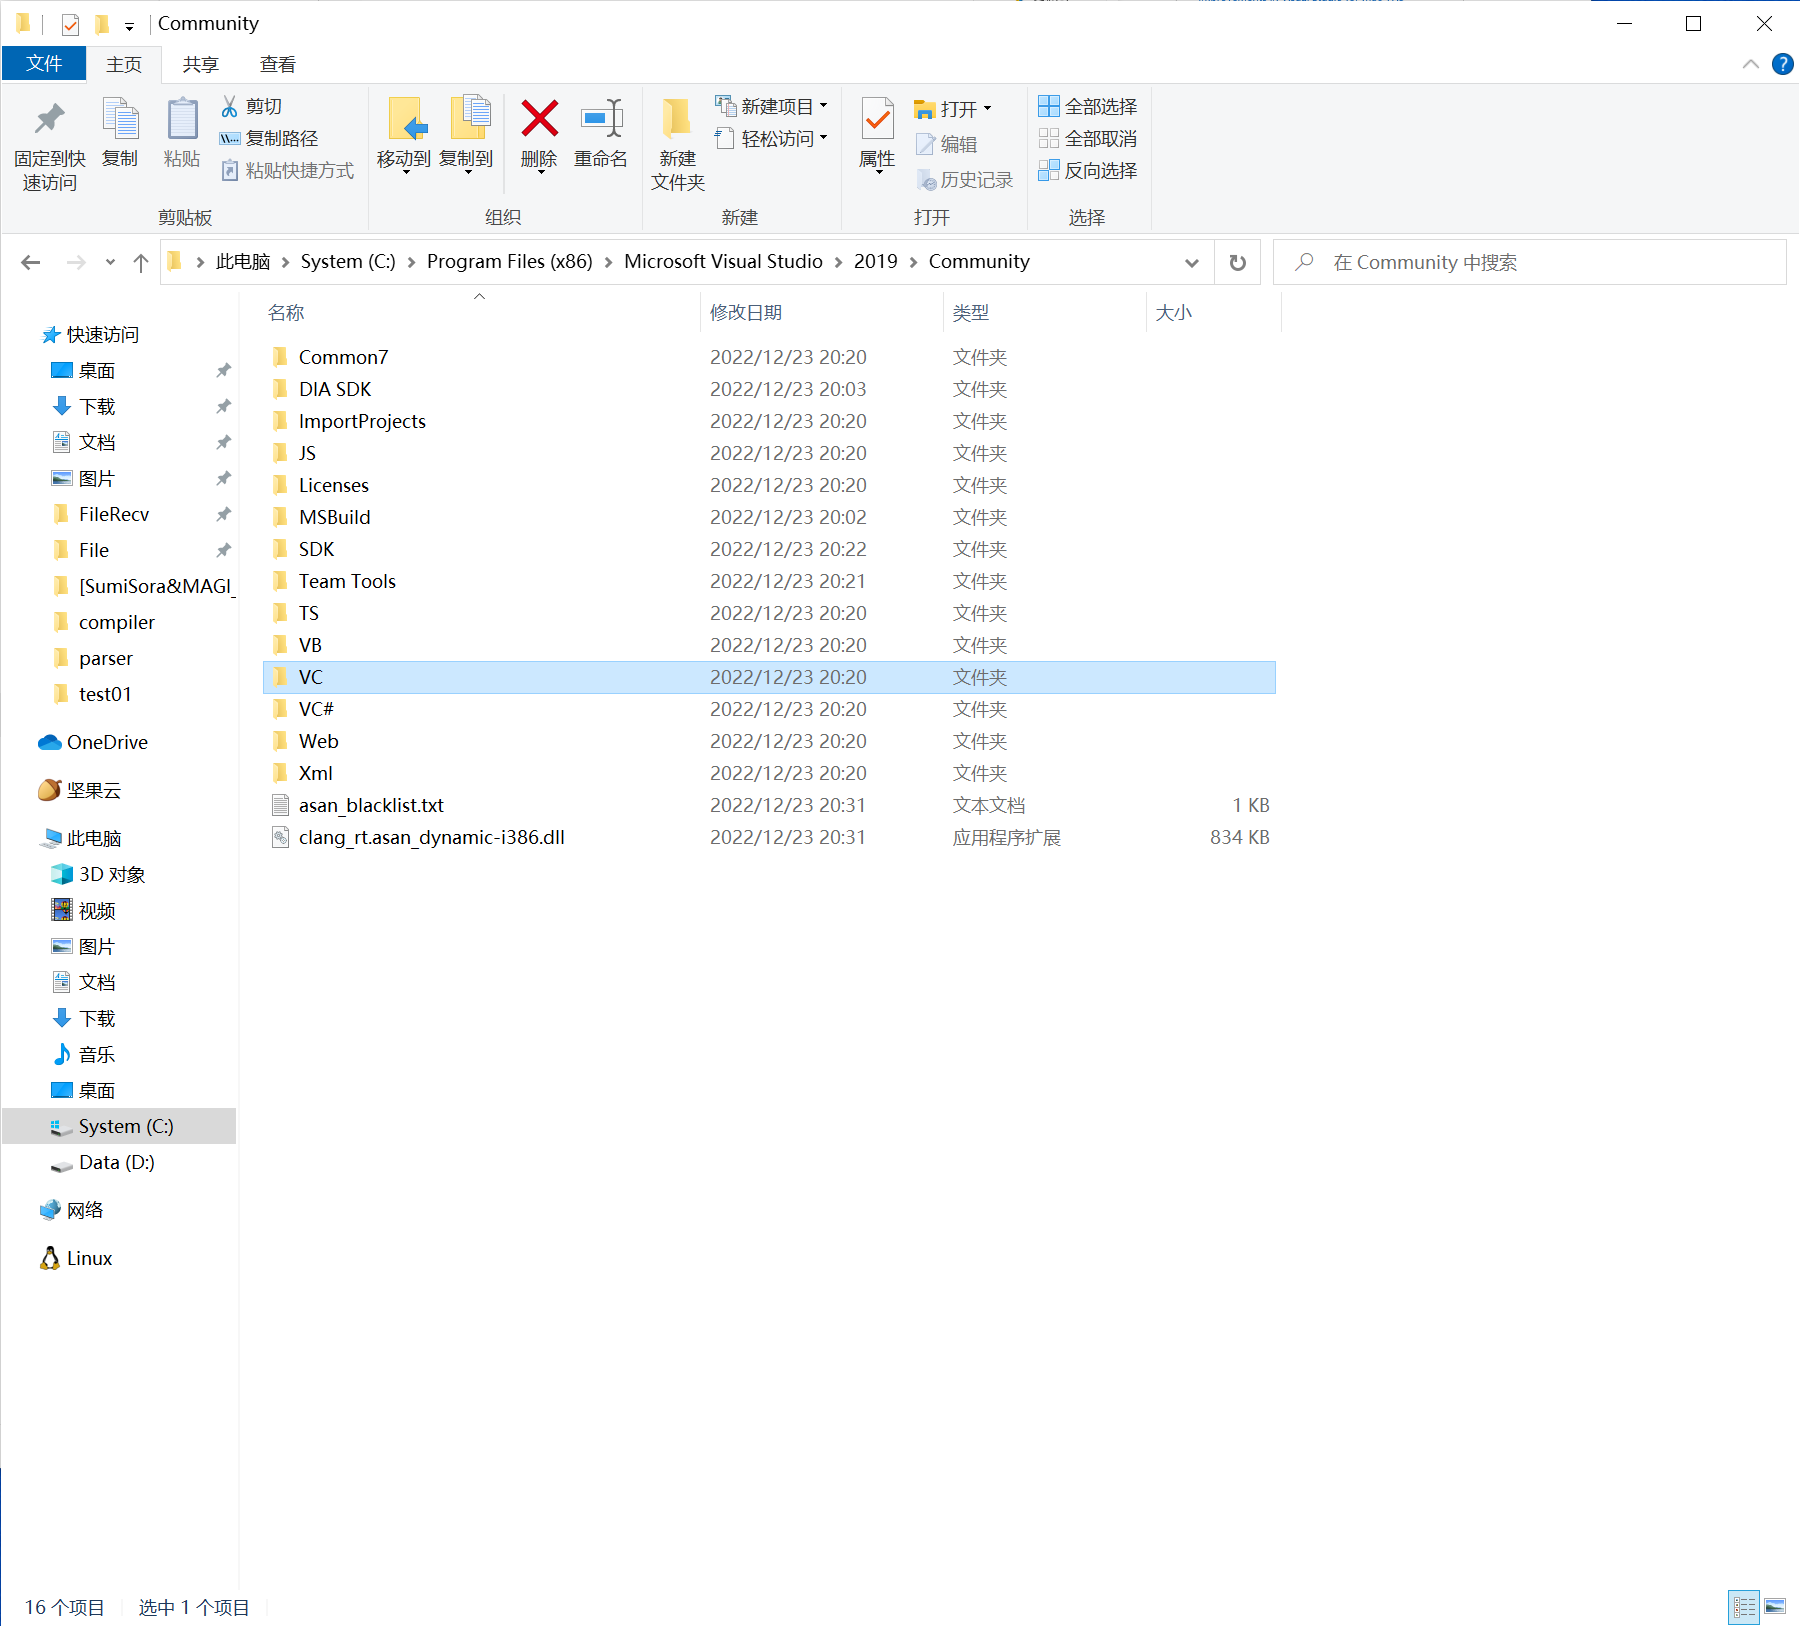 Community
文件 主页 共享 查看
固定到快速访问 复制 粘贴 剪切 复制路径 粘贴快捷方式
移动到 复制到 删除 重命名
新建文件夹 新建项目 轻松访问
属性 打开 编辑 历史记录
全部选择 全部取消 反向选择
剪贴板 组织 新建 打开 选择
此电脑 System (C:) Program Files (x86) Microsoft Visual Studio 2019 Community
在 Community 中搜索
快速访问
桌面
下载
文档
图片
FileRecv
File
[SumiSora&MAGI_
compiler
parser
test01
OneDrive
坚果云
此电脑
3D 对象
视频
图片
文档
下载
音乐
桌面
System (C:)
Data (D:)
网络
Linux
名称 修改日期 类型 大小
Common7 2022/12/23 20:20 文件夹
DIA SDK 2022/12/23 20:03 文件夹
ImportProjects 2022/12/23 20:20 文件夹
JS 2022/12/23 20:20 文件夹
Licenses 2022/12/23 20:20 文件夹
MSBuild 2022/12/23 20:02 文件夹
SDK 2022/12/23 20:22 文件夹
Team Tools 2022/12/23 20:21 文件夹
TS 2022/12/23 20:20 文件夹
VB 2022/12/23 20:20 文件夹
VC 2022/12/23 20:20 文件夹
VC# 2022/12/23 20:20 文件夹
Web 2022/12/23 20:20 文件夹
Xml 2022/12/23 20:20 文件夹
asan_blacklist.txt 2022/12/23 20:31 文本文档 1 KB
clang_rt.asan_dynamic-i386.dll 2022/12/23 20:31 应用程序扩展 834 KB
16 个项目 选中 1 个项目